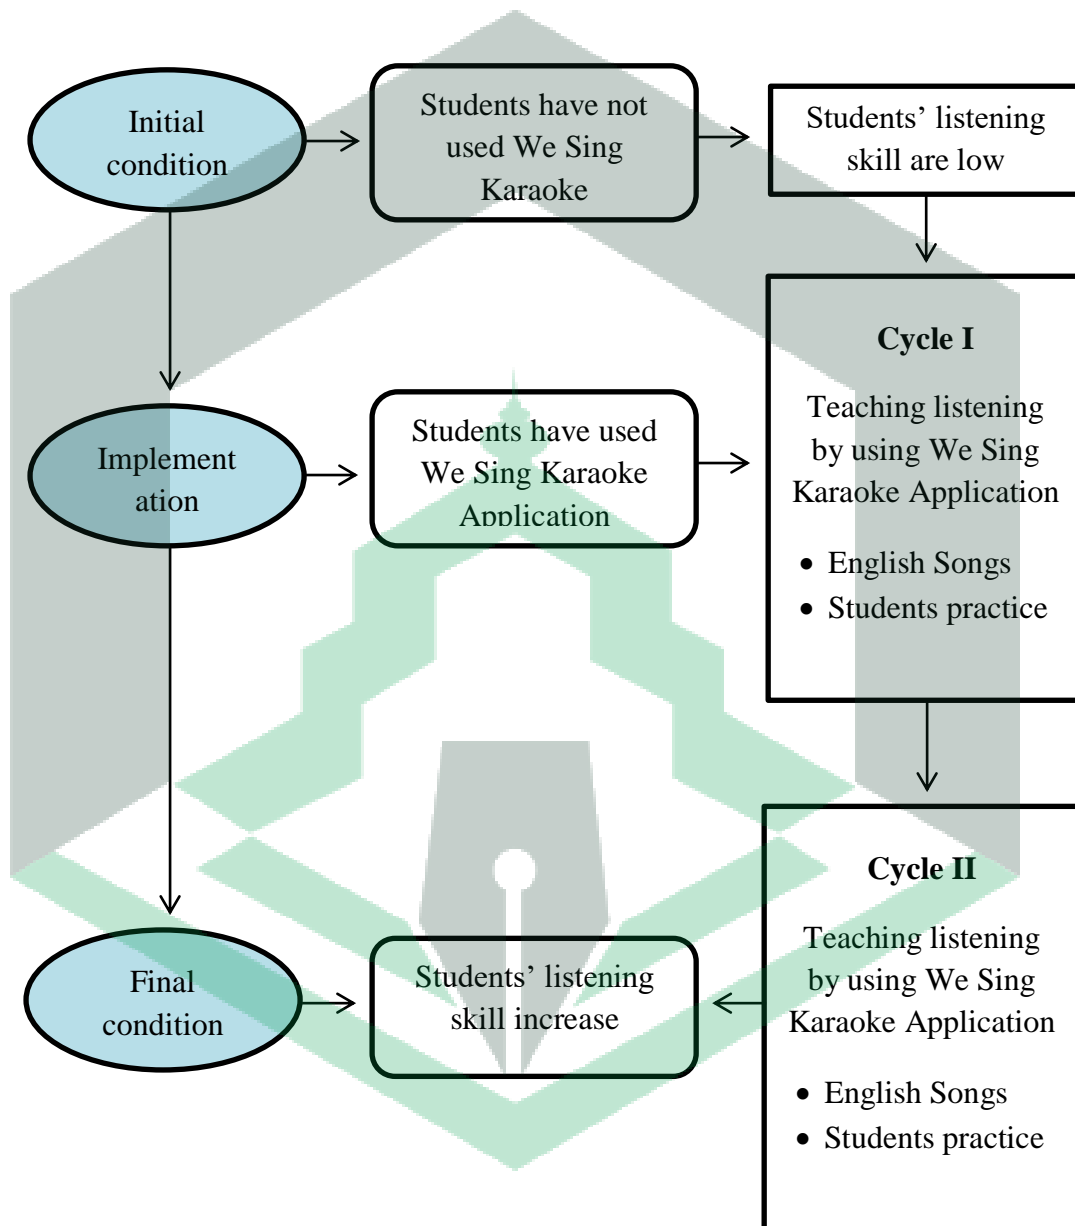 Initial
condition
Students have not
used We Sing
Karaoke
Students’ listening
skill are low
Implement
ation
Students have used
We Sing Karaoke
Application
Cycle I
Teaching listening
by using We Sing
Karaoke Application
• English Songs
• Students practice
Final
condition
Students’ listening
skill increase
Cycle II
Teaching listening
by using We Sing
Karaoke Application
• English Songs
• Students practice